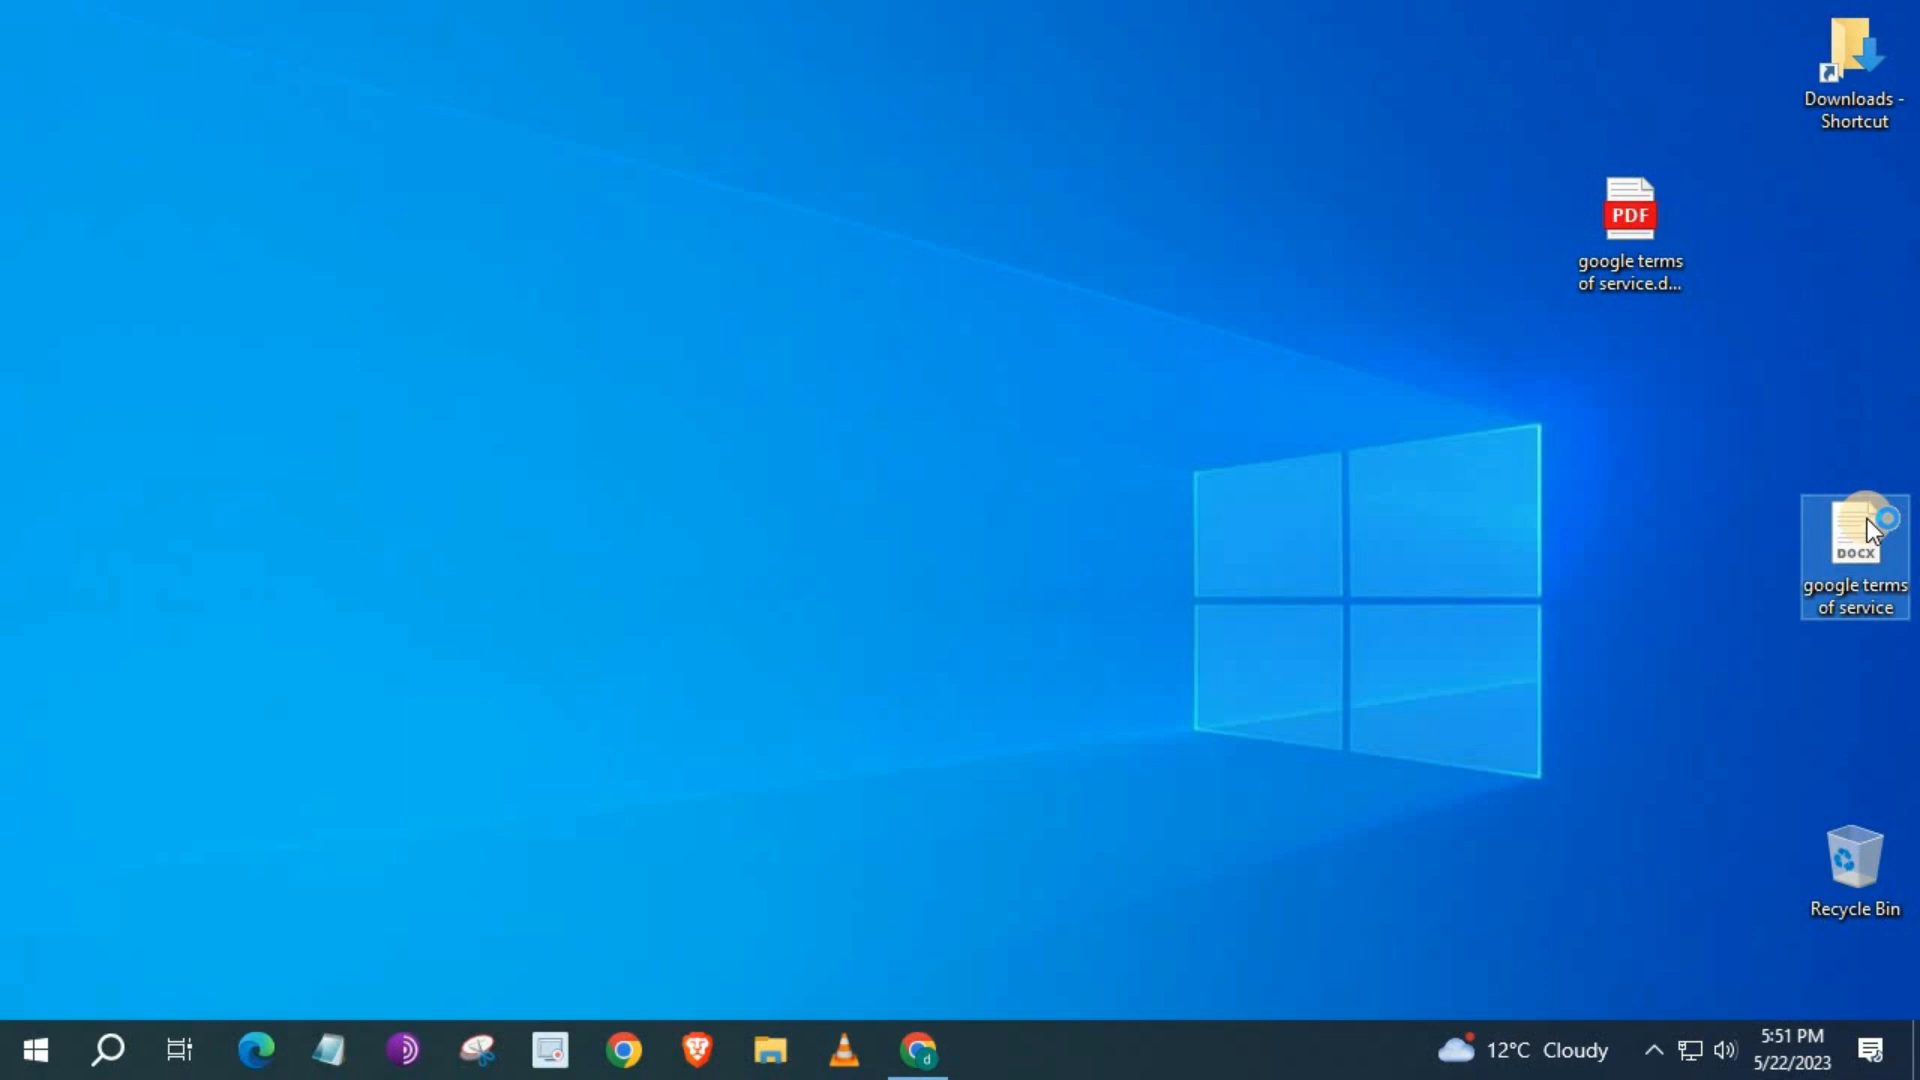 Downloads -
Shortcut
PDF
google terms
of service.d...
DOCX
google terms
of service
Recycle Bin
d
12°C Cloudy
5:51 PM
5/22/2023